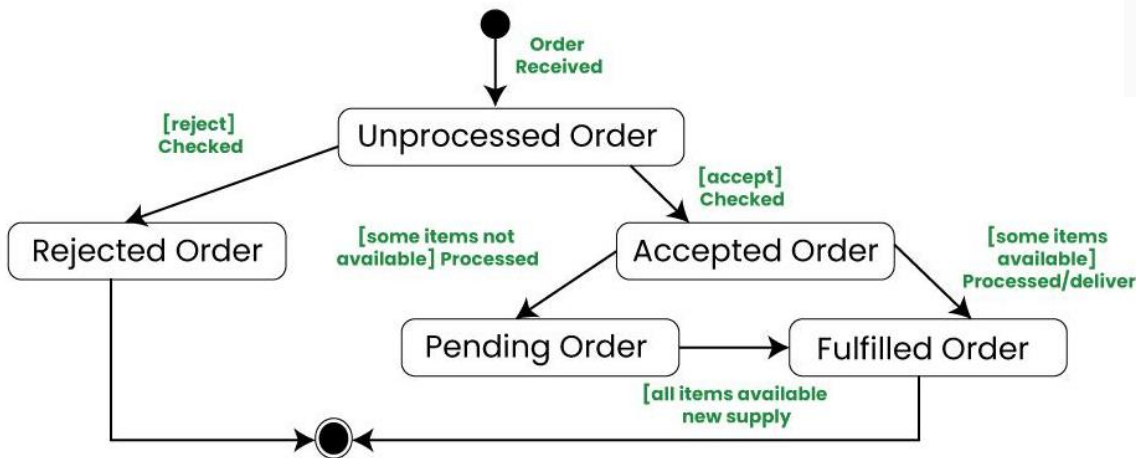 Order
Received
Unprocessed Order
[reject]
Checked
[accept]
Checked
Rejected Order
[some items not
available] Processed
Accepted Order
[some items
available]
Processed/deliver
Pending Order
Fulfilled Order
[all items available
new supply